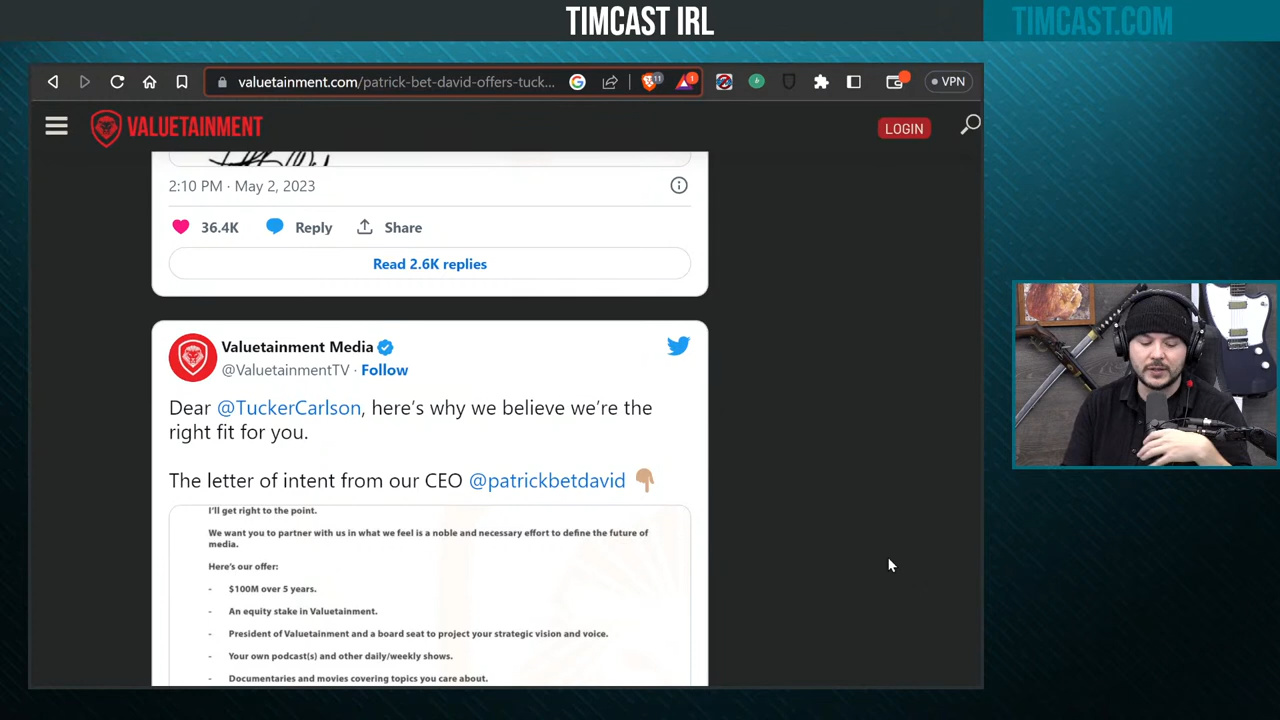 TIMCAST IRL
TIMCAST.COM
valuetainment.com/patrick-bet-david-offers-tuck...
11
1
VPN
VALUETAINMENT
LOGIN
2:10 PM · May 2, 2023
36.4K Reply Share
Read 2.6K replies
Valuetainment Media
@ValuetainmentTV · Follow
Dear @TuckerCarlson, here's why we believe we're the
right fit for you.
The letter of intent from our CEO @patrickbetdavid
I'll get right to the point.
We want you to partner with us in what we feel is a noble and necessary effort to define the future of
media.
Here's our offer:
- $100M over 5 years.
- An equity stake in Valuetainment.
- President of Valuetainment and a board seat to project your strategic vision and voice.
- Your own podcast(s) and other daily/weekly shows.
- Documentaries and movies covering topics you care about.